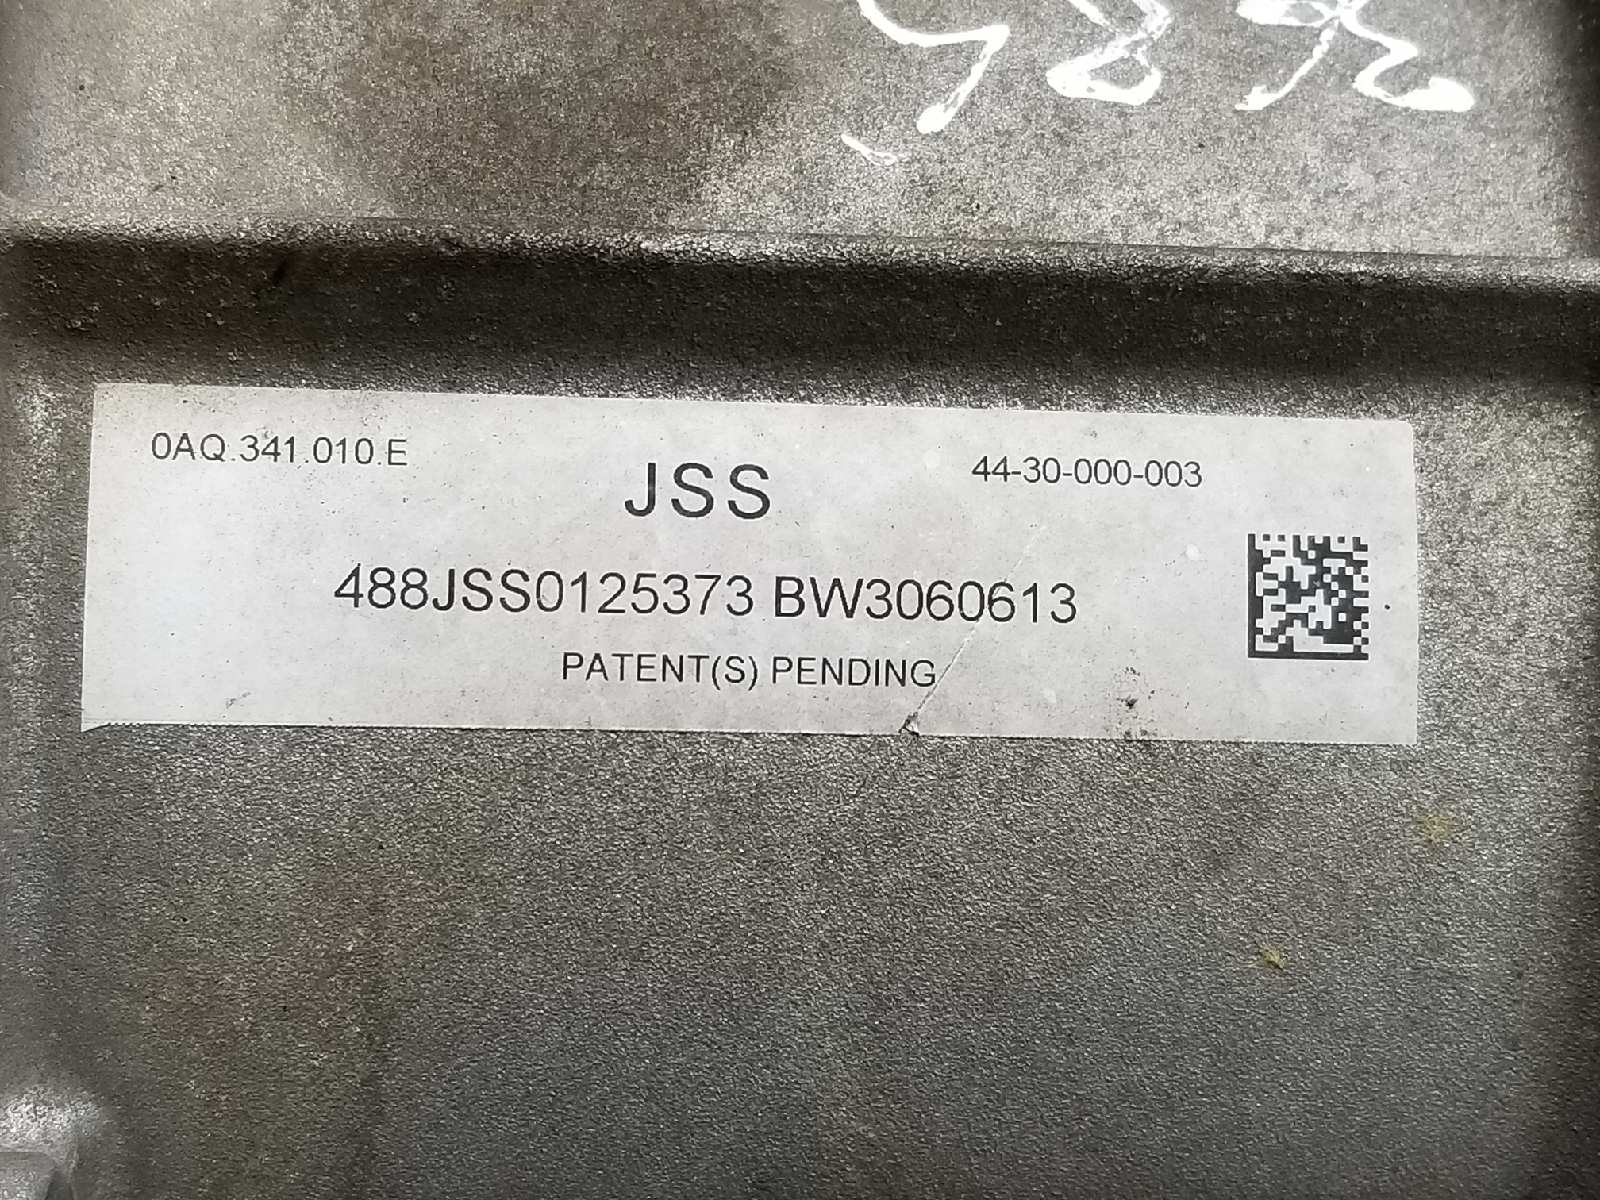 0AQ.341.010.E
JSS
44-30-000-003
488JSS0125373 BW3060613
PATENT(S) PENDING